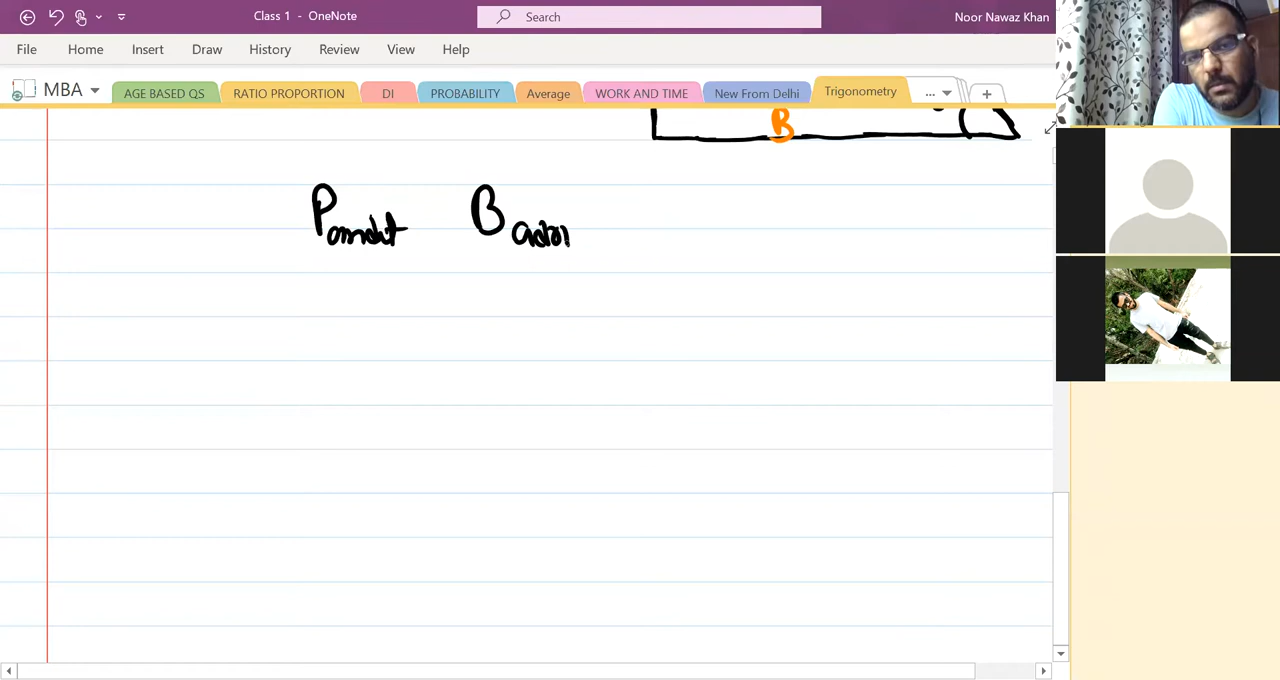 Class 1 - OneNote
Search
Noor Nawaz Khan
File Home Insert Draw History Review View Help
MBA
AGE BASED QS RATIO PROPORTION DI PROBABILITY Average WORK AND TIME New From Delhi Trigonometry ...
B
Pandit Badri